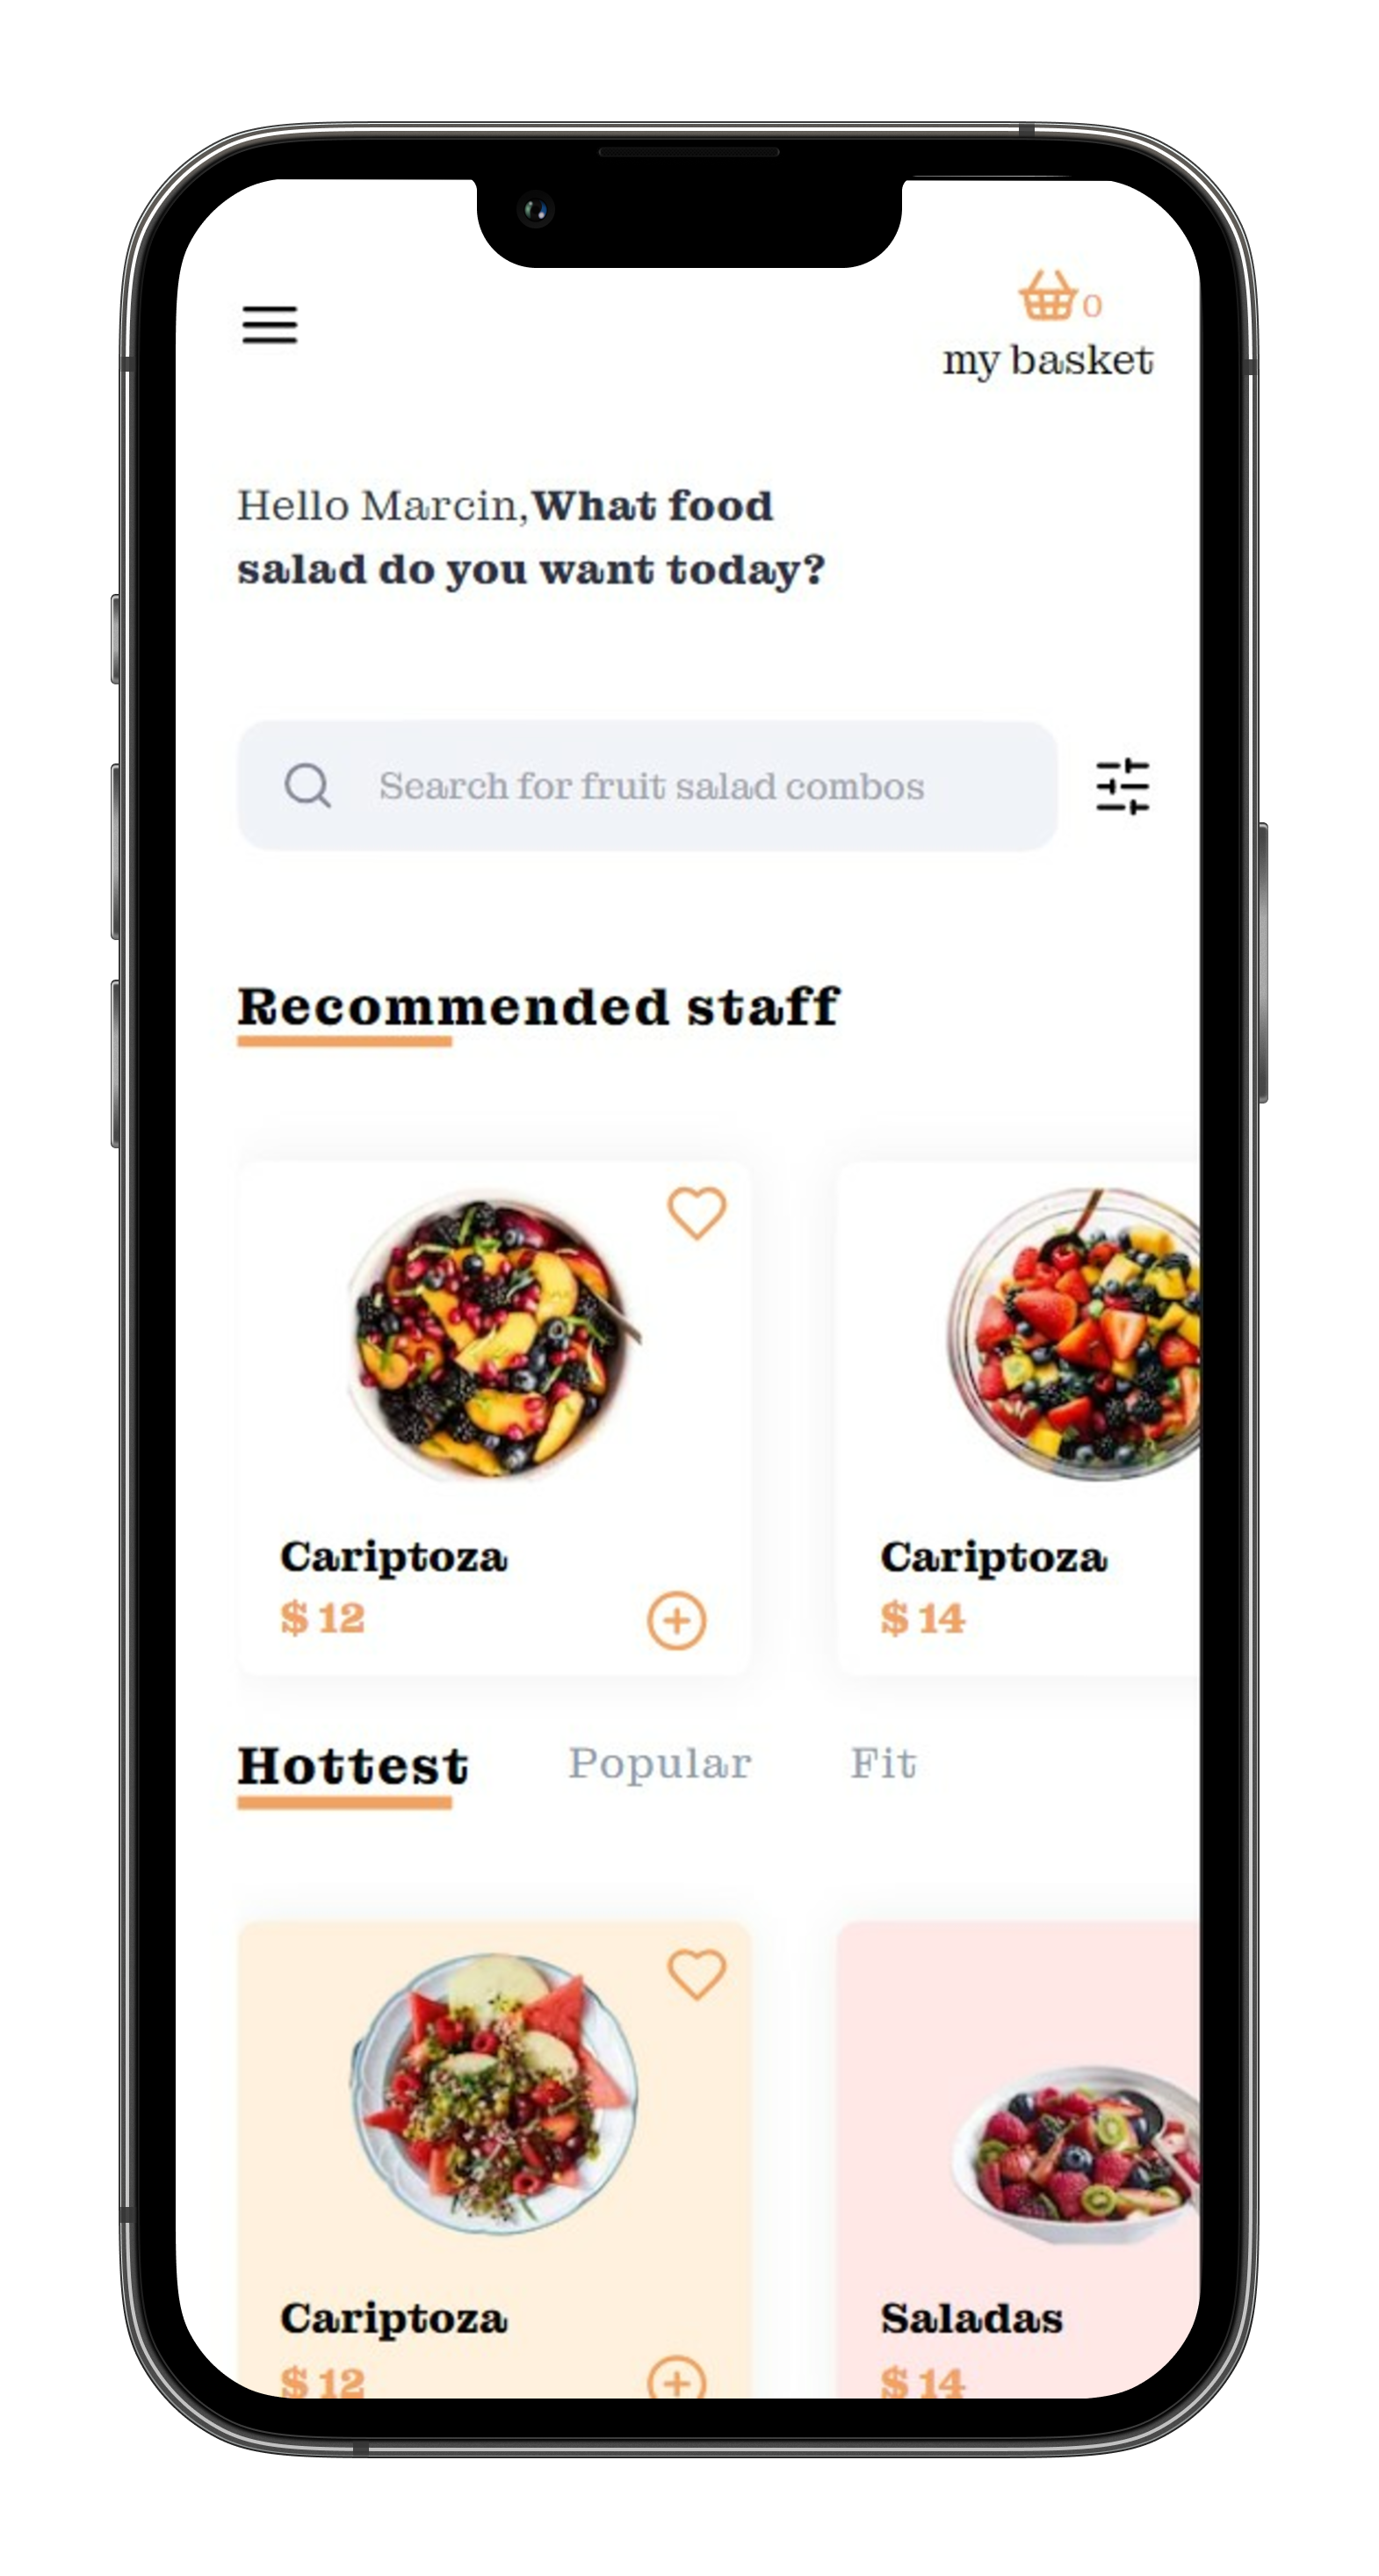 0
my basket
Hello Marcin,What food
salad do you want today?
Search for fruit salad combos
Recommended staff
Cariptoza
$ 12
Cariptoza
$ 14
Hottest Popular Fit
Cariptoza
$ 12
Saladas
$ 14